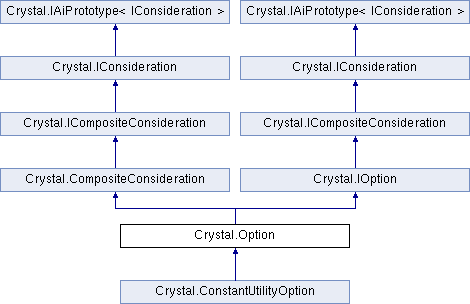 Crystal.IAiPrototype< IConsideration >
Crystal.IAiPrototype< IConsideration >
Crystal.IConsideration
Crystal.IConsideration
Crystal.ICompositeConsideration
Crystal.ICompositeConsideration
Crystal.CompositeConsideration
Crystal.IOption
Crystal.Option
Crystal.ConstantUtilityOption